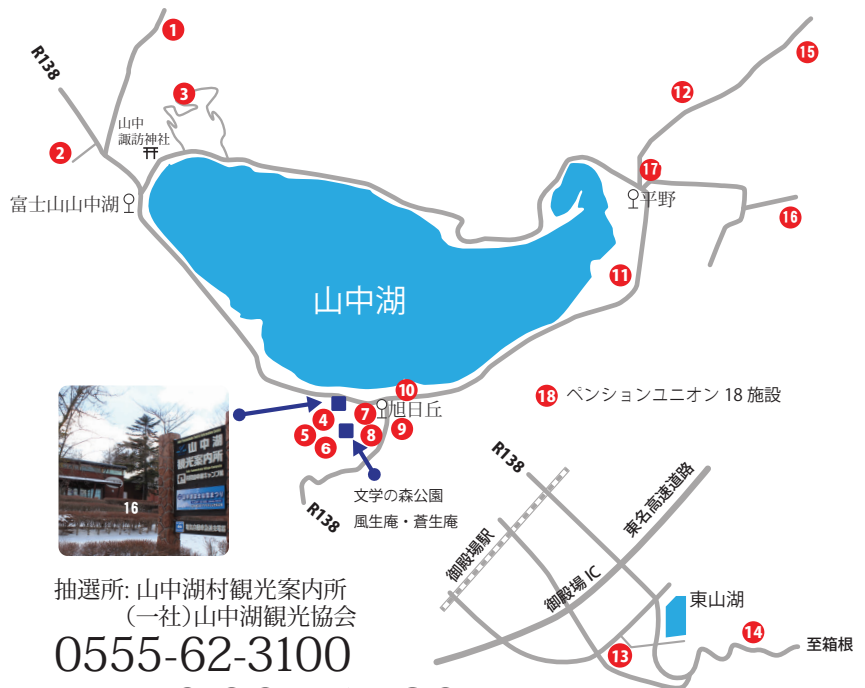 1
15
R138
3
12
山中
諏訪神社
2
17
富士山山中湖
平野
16
11
山中湖
10
18 ペンションユニオン 18 施設
7
旭日丘
4
9
5
8
6
山中湖
観光案内所
16
R138
文学の森公園
風生庵・蒼生庵
R138
東名高速道路
御殿場駅
御殿場 IC
東山湖
14
13
至箱根
抽選所: 山中湖村観光案内所
(一社)山中湖観光協会
0555-62-3100